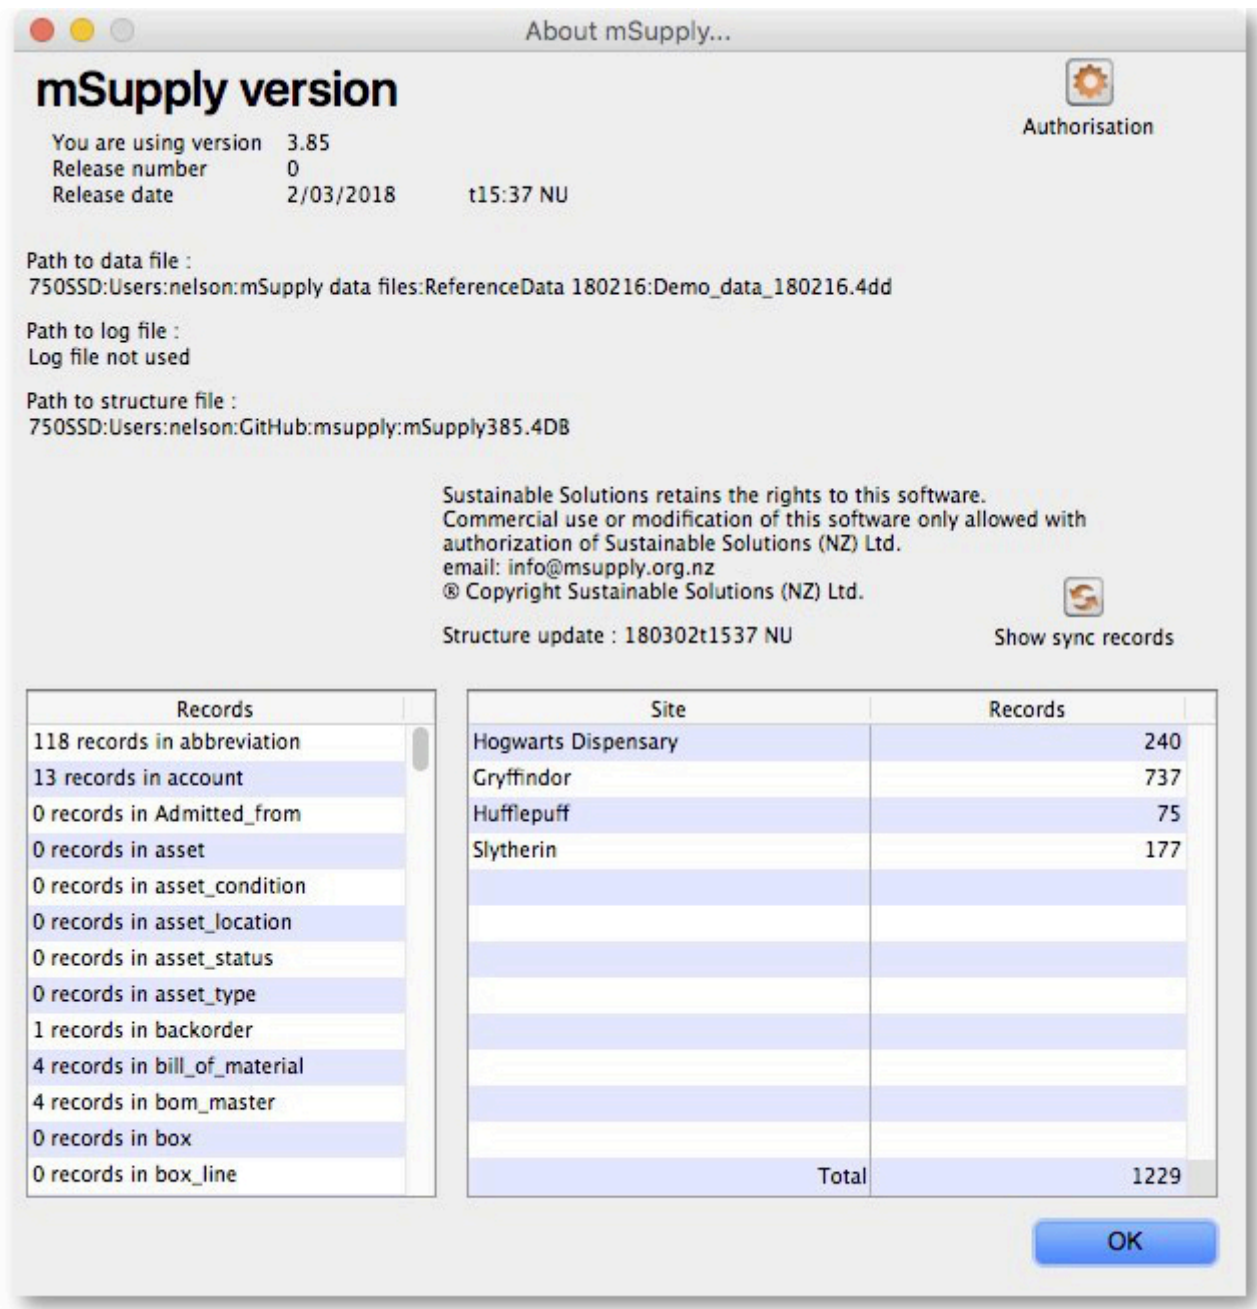 About mSupply...
mSupply version
Authorisation
You are using version 3.85
Release number 0
Release date 2/03/2018 t15:37 NU
Path to data file :
750SSD:Users:nelson:mSupply data files:ReferenceData 180216:Demo_data_180216.4dd
Path to log file :
Log file not used
Path to structure file :
750SSD:Users:nelson:GitHub:msupply:mSupply385.4DB
Sustainable Solutions retains the rights to this software.
Commercial use or modification of this software only allowed with
authorization of Sustainable Solutions (NZ) Ltd.
email: info@msupply.org.nz
® Copyright Sustainable Solutions (NZ) Ltd.
Structure update : 180302t1537 NU
Show sync records
Records
118 records in abbreviation
13 records in account
0 records in Admitted_from
0 records in asset
0 records in asset_condition
0 records in asset_location
0 records in asset_status
0 records in asset_type
1 records in backorder
4 records in bill_of_material
4 records in bom_master
0 records in box
0 records in box_line
Site Records
Hogwarts Dispensary 240
Gryffindor 737
Hufflepuff 75
Slytherin 177
Total 1229
OK